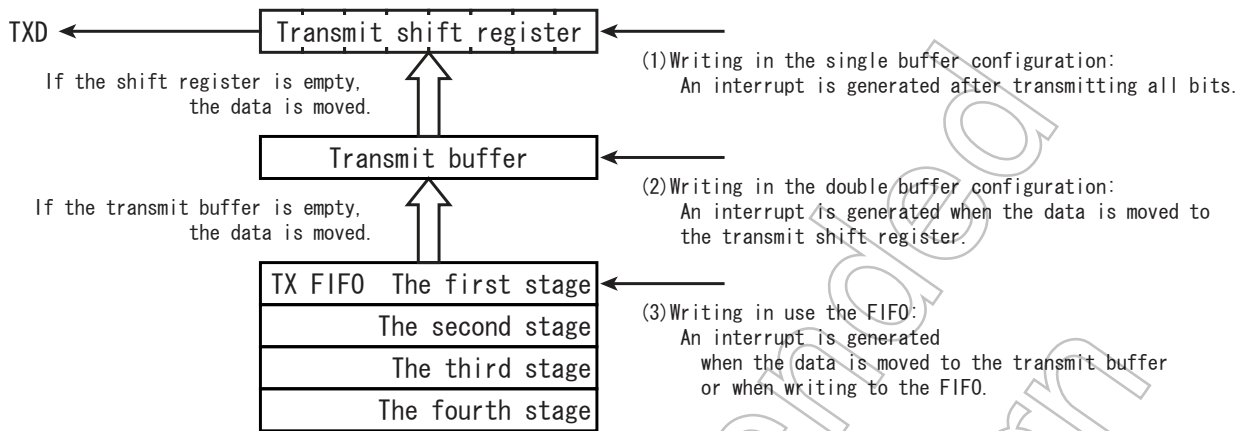 TXD
Transmit shift register
(1)Writing in the single buffer configuration:
An interrupt is generated after transmitting all bits.
If the shift register is empty,
the data is moved.
Transmit buffer
(2)Writing in the double buffer configuration:
An interrupt is generated when the data is moved to
the transmit shift register.
If the transmit buffer is empty,
the data is moved.
TX FIFO The first stage
The second stage
The third stage
The fourth stage
(3)Writing in use the FIFO:
An interrupt is generated
when the data is moved to the transmit buffer
or when writing to the FIFO.